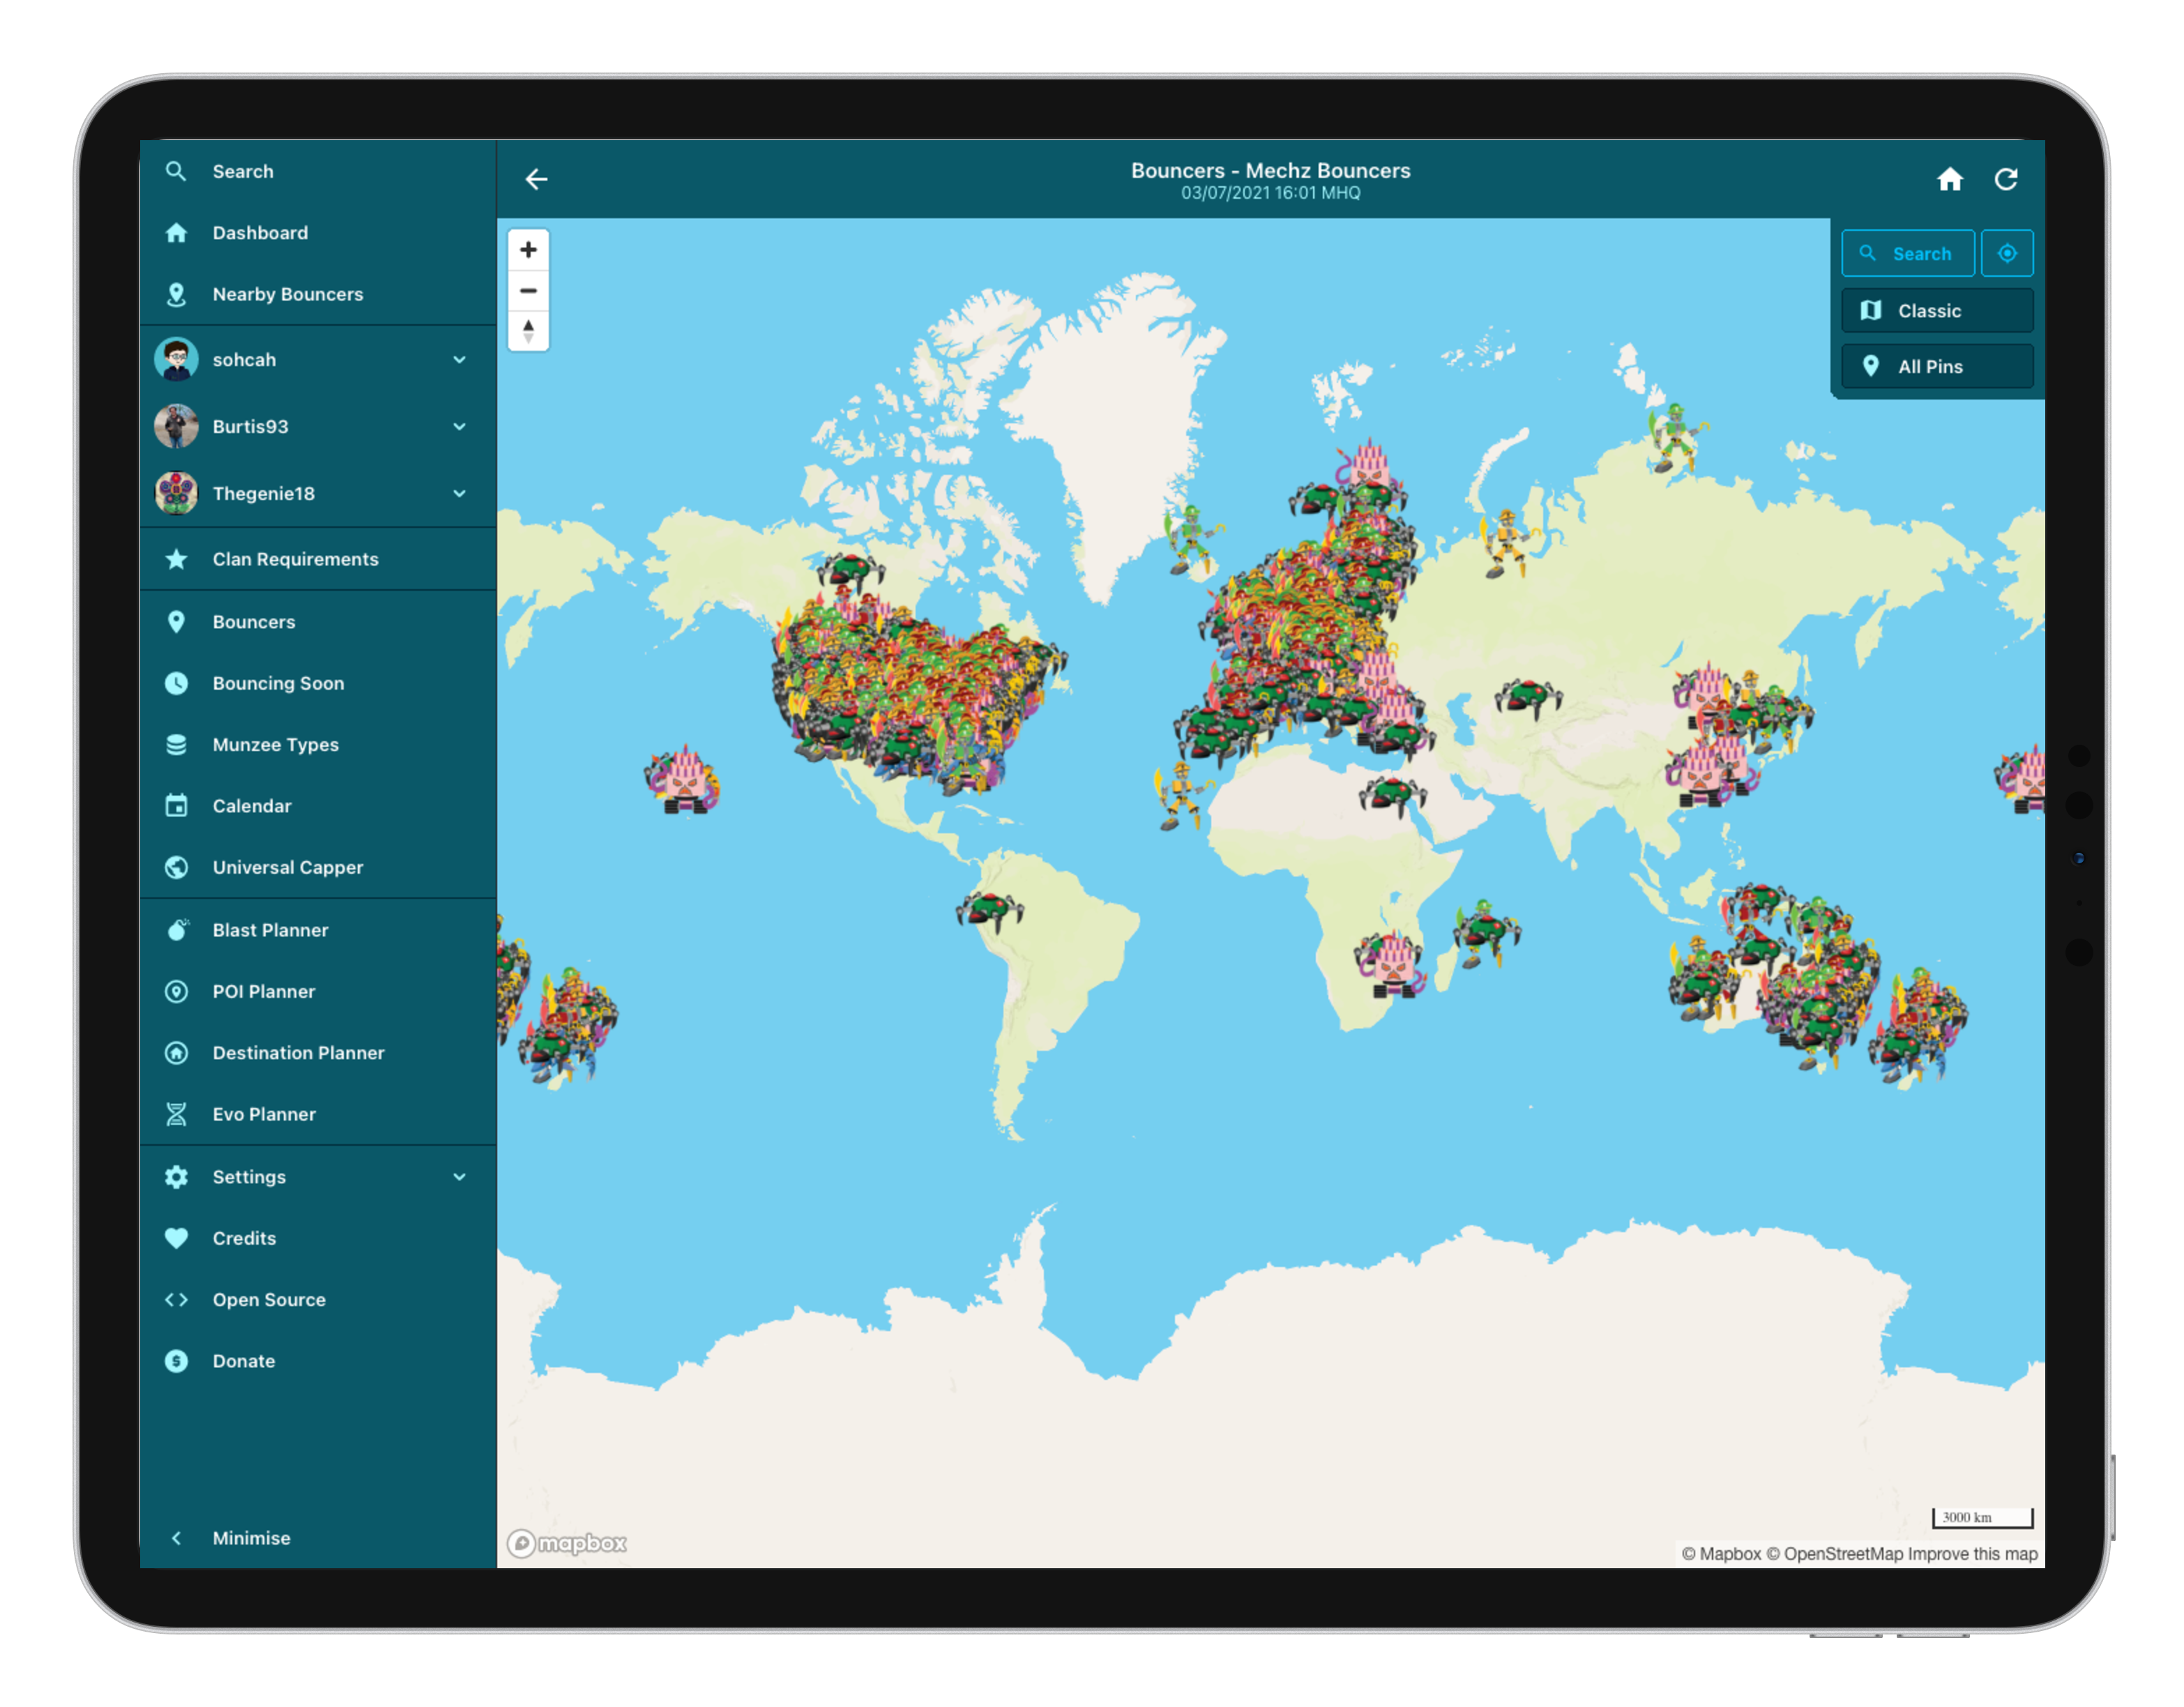 Search
Dashboard
Nearby Bouncers
sohcah
Burtis93
Thegenie18
Clan Requirements
Bouncers
Bouncing Soon
Munzee Types
Calendar
Universal Capper
Blast Planner
POI Planner
Destination Planner
Evo Planner
Settings
Credits
Open Source
Donate
Minimise
Bouncers - Mechz Bouncers
03/07/2021 16:01 MHQ
Search
Classic
All Pins
3000 km
mapbox
© Mapbox © OpenStreetMap Improve this map